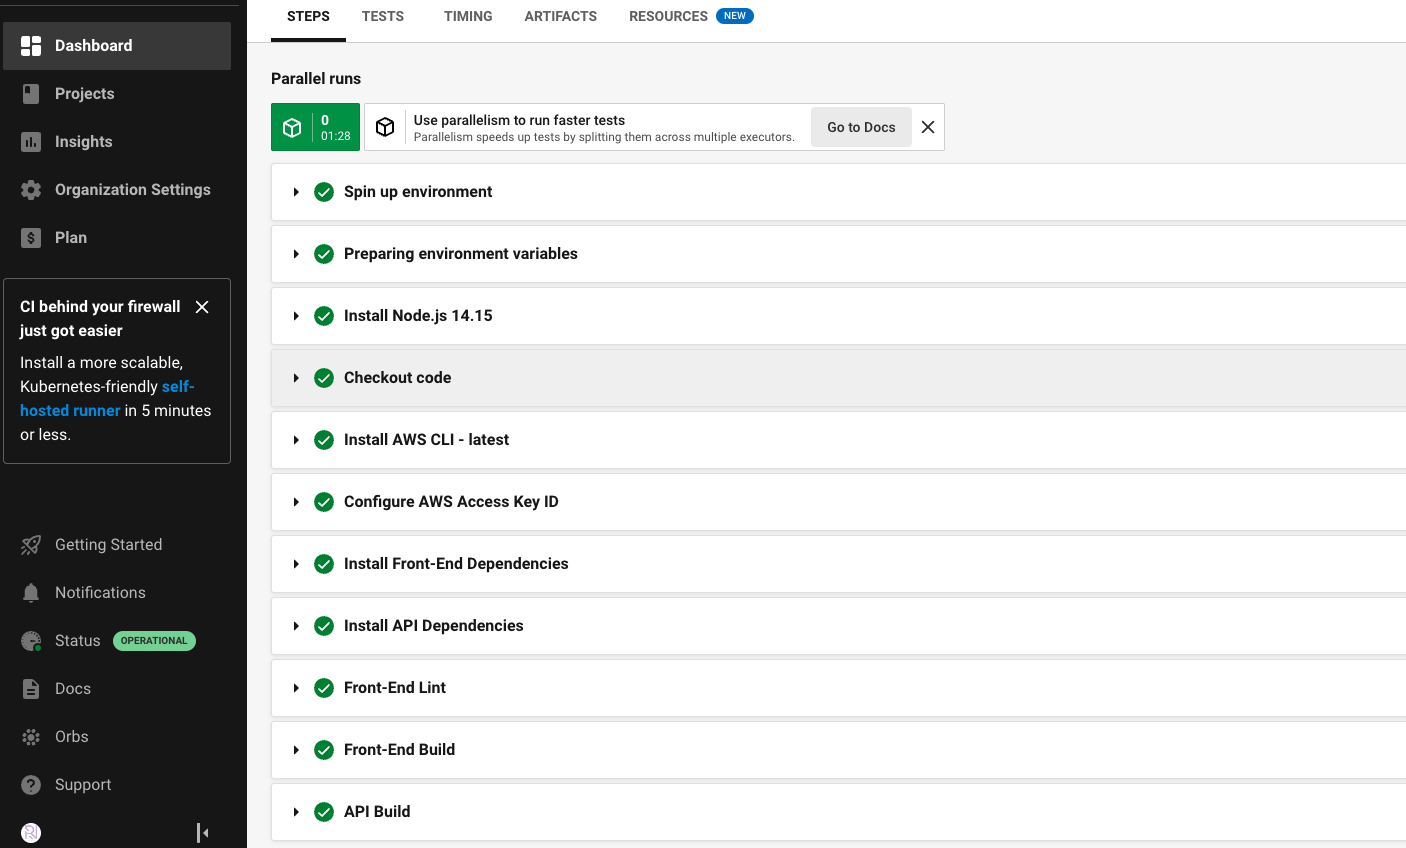 Dashboard
Projects
Insights
Organization Settings
Plan
CI behind your firewall
just got easier
Install a more scalable,
Kubernetes-friendly self-
hosted runner in 5 minutes
or less.
Getting Started
Notifications
Status OPERATIONAL
Docs
Orbs
Support
STEPS TESTS TIMING ARTIFACTS RESOURCES NEW
Parallel runs
0
01:28
Use parallelism to run faster tests
Parallelism speeds up tests by splitting them across multiple executors.
Go to Docs
Spin up environment
Preparing environment variables
Install Node.js 14.15
Checkout code
Install AWS CLI - latest
Configure AWS Access Key ID
Install Front-End Dependencies
Install API Dependencies
Front-End Lint
Front-End Build
API Build